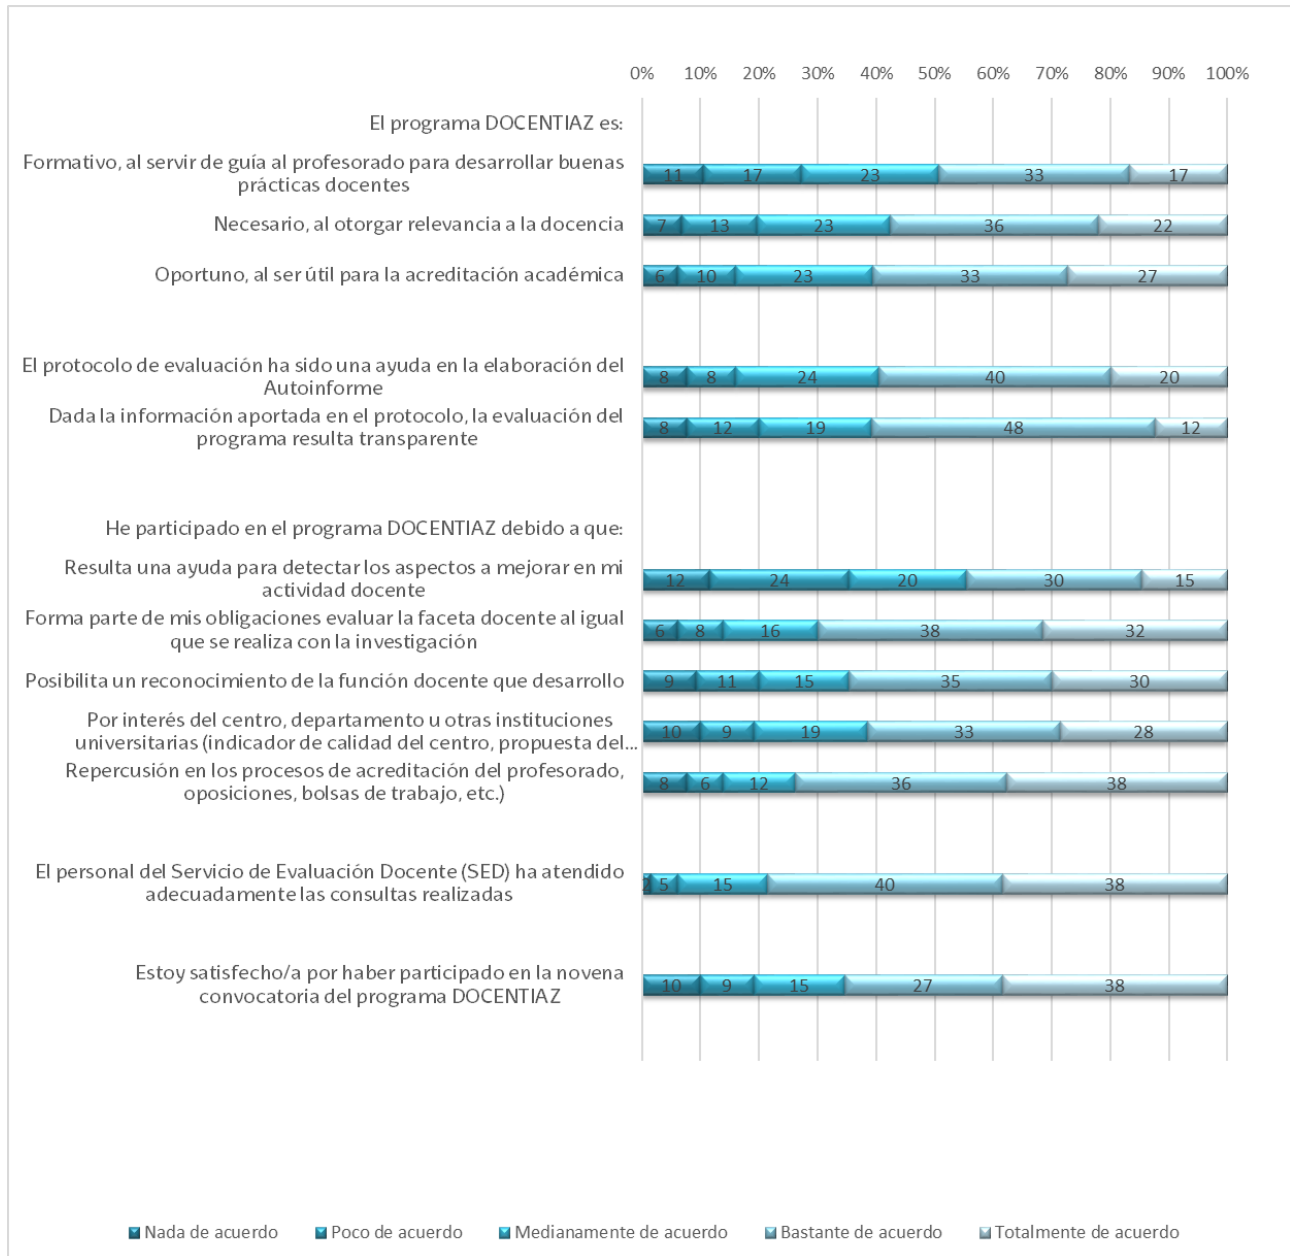 0% 10% 20% 30% 40% 50% 60% 70% 80% 90% 100%
El programa DOCENTIAZ es:
Formativo, al servir de guía al profesorado para desarrollar buenas
prácticas docentes
11 17 23 33 17
Necesario, al otorgar relevancia a la docencia
7 13 23 36 22
Oportuno, al ser útil para la acreditación académica
6 10 23 33 27
El protocolo de evaluación ha sido una ayuda en la elaboración del
Autoinforme
8 8 24 40 20
Dada la información aportada en el protocolo, la evaluación del
programa resulta transparente
8 12 19 48 12
He participado en el programa DOCENTIAZ debido a que:
Resulta una ayuda para detectar los aspectos a mejorar en mi
actividad docente
12 24 20 30 15
Forma parte de mis obligaciones evaluar la faceta docente al igual
que se realiza con la investigación
6 8 16 38 32
Posibilita un reconocimiento de la función docente que desarrollo
9 11 15 35 30
Por interés del centro, departamento u otras instituciones
universitarias (indicador de calidad del centro, propuesta del...
10 9 19 33 28
Repercusión en los procesos de acreditación del profesorado,
oposiciones, bolsas de trabajo, etc.)
8 6 12 36 38
El personal del Servicio de Evaluación Docente (SED) ha atendido
adecuadamente las consultas realizadas
2 5 15 40 38
Estoy satisfecho/a por haber participado en la novena
convocatoria del programa DOCENTIAZ
10 9 15 27 38
Nada de acuerdo Poco de acuerdo Medianamente de acuerdo Bastante de acuerdo Totalmente de acuerdo